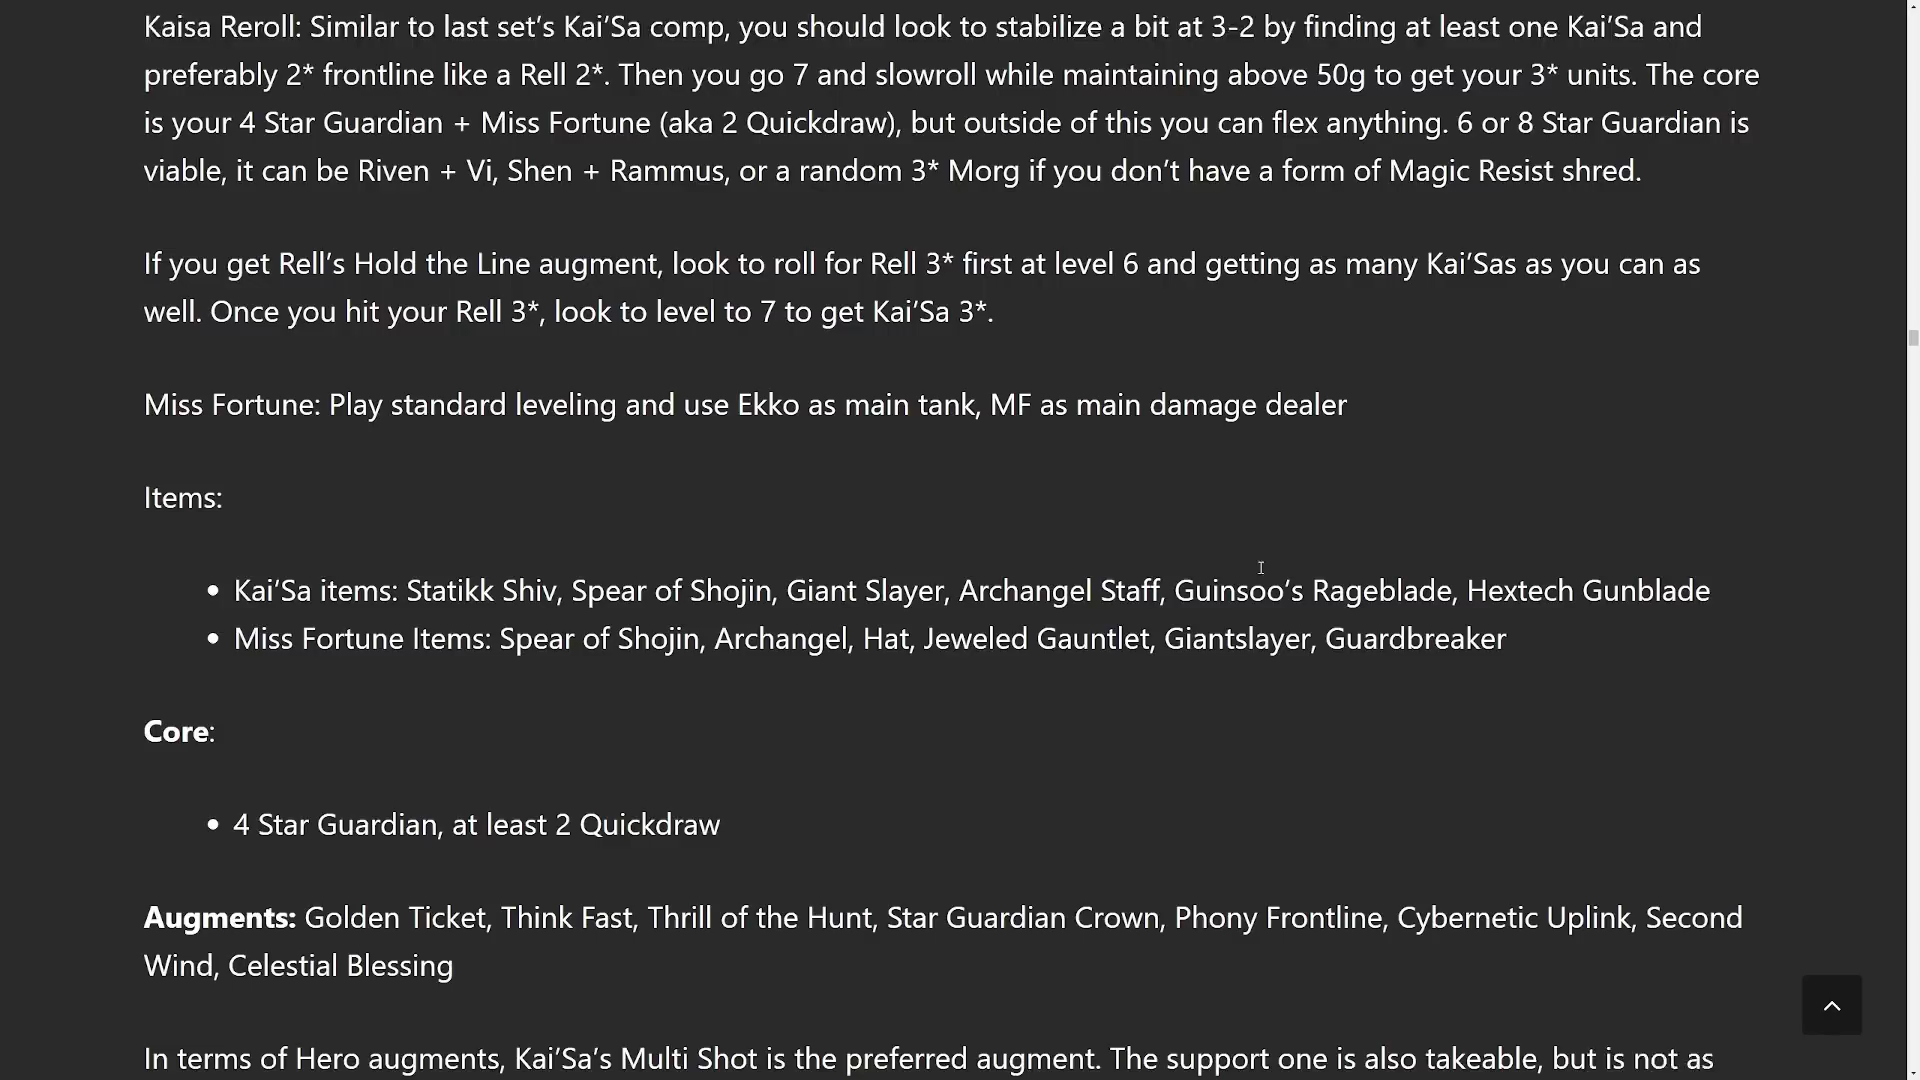 Kaisa Reroll: Similar to last set’s Kai’Sa comp, you should look to stabilize a bit at 3-2 by finding at least one Kai’Sa and
preferably 2* frontline like a Rell 2*. Then you go 7 and slowroll while maintaining above 50g to get your 3* units. The core
is your 4 Star Guardian + Miss Fortune (aka 2 Quickdraw), but outside of this you can flex anything. 6 or 8 Star Guardian is
viable, it can be Riven + Vi, Shen + Rammus, or a random 3* Morg if you don’t have a form of Magic Resist shred.
If you get Rell’s Hold the Line augment, look to roll for Rell 3* first at level 6 and getting as many Kai’Sas as you can as
well. Once you hit your Rell 3*, look to level to 7 to get Kai’Sa 3*.
Miss Fortune: Play standard leveling and use Ekko as main tank, MF as main damage dealer
Items:
• Kai’Sa items: Statikk Shiv, Spear of Shojin, Giant Slayer, Archangel Staff, Guinsoo’s Rageblade, Hextech Gunblade
• Miss Fortune Items: Spear of Shojin, Archangel, Hat, Jeweled Gauntlet, Giantslayer, Guardbreaker
Core:
• 4 Star Guardian, at least 2 Quickdraw
Augments: Golden Ticket, Think Fast, Thrill of the Hunt, Star Guardian Crown, Phony Frontline, Cybernetic Uplink, Second
Wind, Celestial Blessing
In terms of Hero augments, Kai’Sa’s Multi Shot is the preferred augment. The support one is also takeable, but is not as